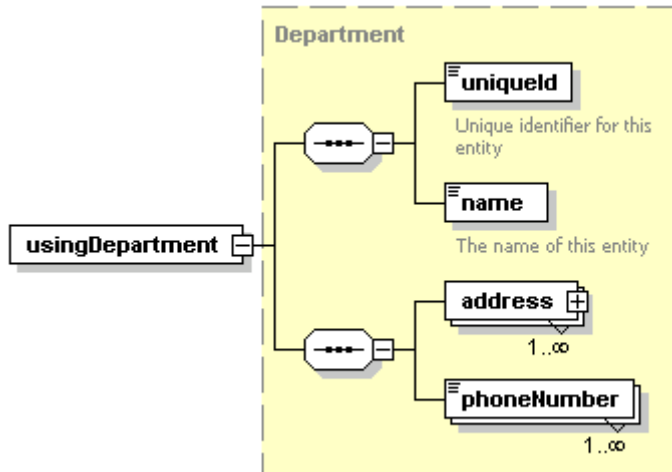 Department
uniqueId
Unique identifier for this
entity
name
The name of this entity
usingDepartment
address
1..∞
phoneNumber
1..∞